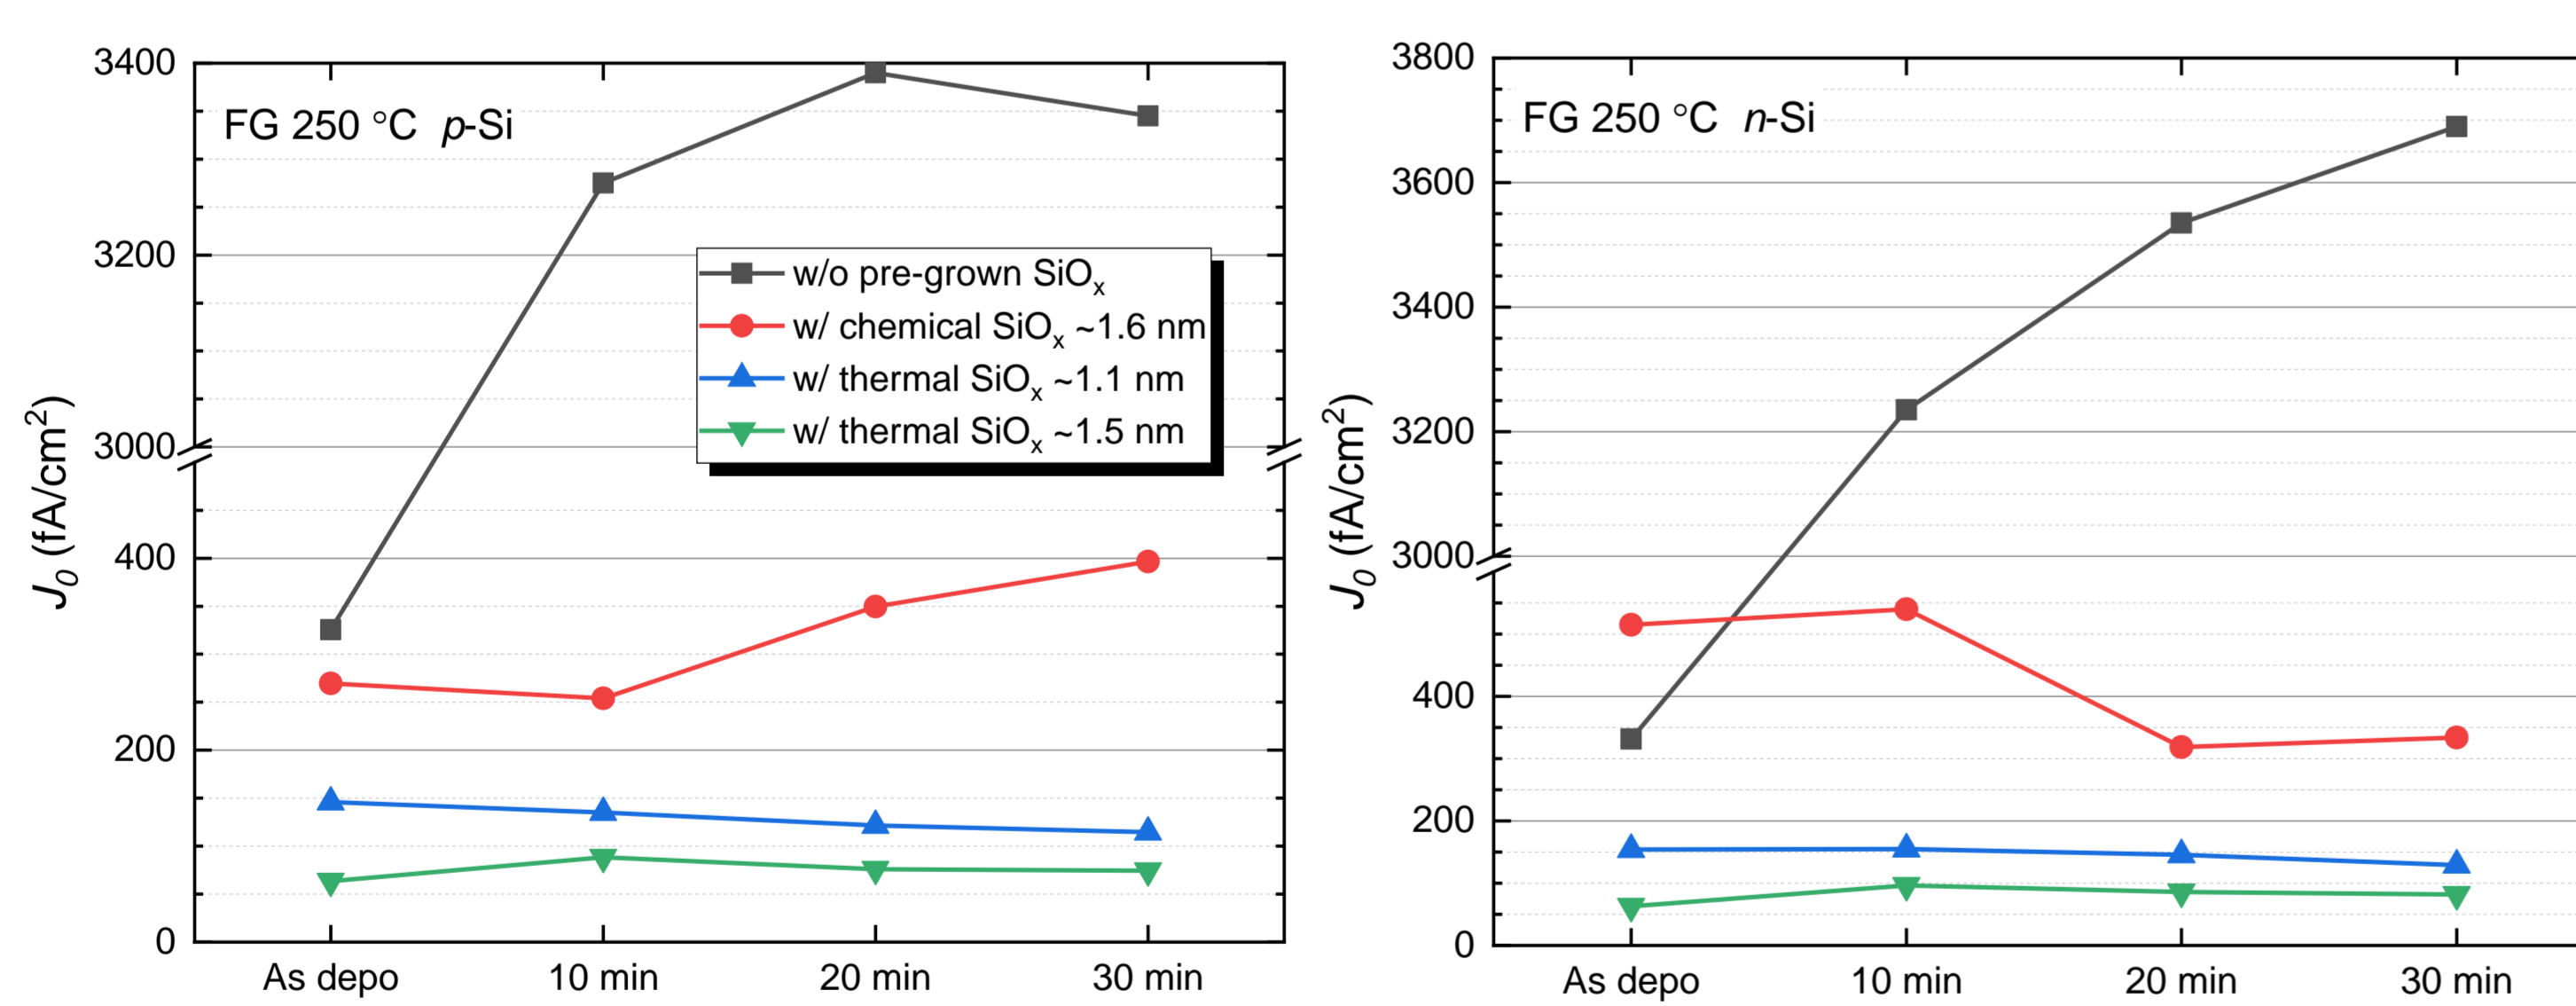 3400
3200
3000
400
200
0
J0 (fA/cm2)
FG 250 °C p-Si
w/o pre-grown SiOx
w/ chemical SiOx ~1.6 nm
w/ thermal SiOx ~1.1 nm
w/ thermal SiOx ~1.5 nm
As depo
10 min
20 min
30 min
3800
3600
3400
3200
3000
400
200
0
J0 (fA/cm2)
FG 250 °C n-Si
As depo
10 min
20 min
30 min